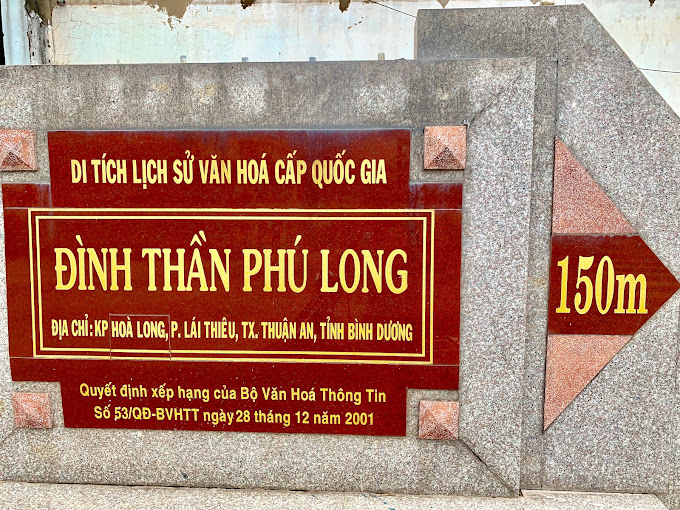 DI TÍCH LỊCH SỬ VĂN HOÁ CẤP QUỐC GIA
ĐÌNH THẦN PHÚ LONG
ĐỊA CHỈ: KP HOÀ LONG, P. LÁI THIÊU, TX. THUẬN AN, TỈNH BÌNH DƯƠNG
Quyết định xếp hạng của Bộ Văn Hoá Thông Tin
Số 53/QĐ-BVHTT ngày 28 tháng 12 năm 2001
150m